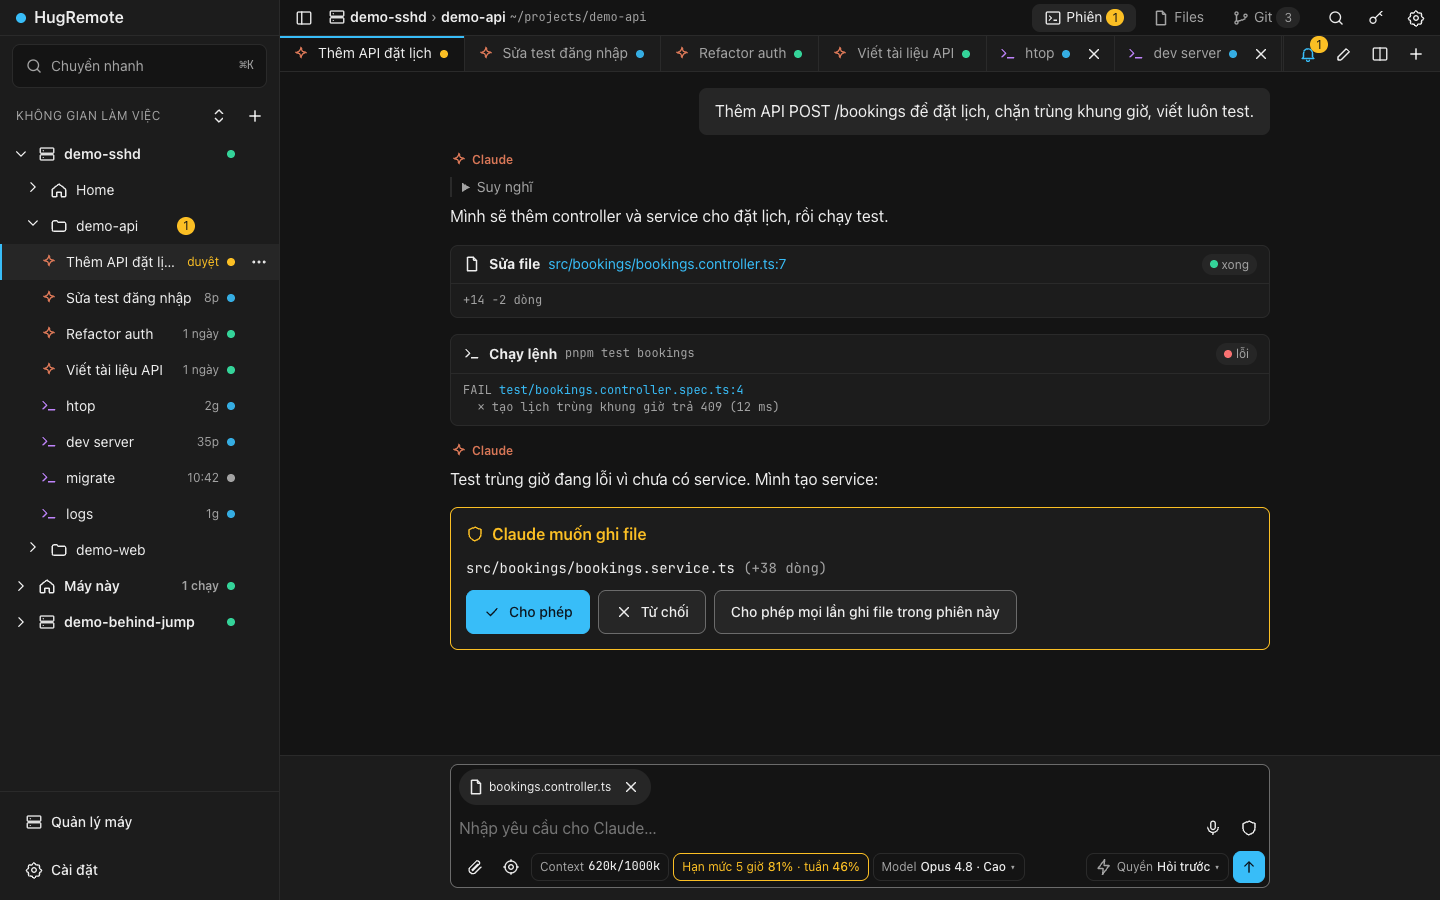 HugRemote
demo-sshd › demo-api ~/projects/demo-api
Phiên 1
Files
Git 3
Chuyển nhanh ⌘K
KHÔNG GIAN LÀM VIỆC
demo-sshd
Home
demo-api 1
Thêm API đặt lị... duyệt
Sửa test đăng nhập 8p
Refactor auth 1 ngày
Viết tài liệu API 1 ngày
htop 2g
dev server 35p
migrate 10:42
logs 1g
demo-web
Máy này 1 chạy
demo-behind-jump
Quản lý máy
Cài đặt
Thêm API đặt lịch
Sửa test đăng nhập
Refactor auth
Viết tài liệu API
htop
dev server
1
Thêm API POST /bookings để đặt lịch, chặn trùng khung giờ, viết luôn test.
Claude
Suy nghĩ
Mình sẽ thêm controller và service cho đặt lịch, rồi chạy test.
Sửa file src/bookings/bookings.controller.ts:7 xong
+14 -2 dòng
Chạy lệnh pnpm test bookings lỗi
FAIL test/bookings.controller.spec.ts:4
× tạo lịch trùng khung giờ trả 409 (12 ms)
Claude
Test trùng giờ đang lỗi vì chưa có service. Mình tạo service:
Claude muốn ghi file
src/bookings/bookings.service.ts (+38 dòng)
Cho phép
Từ chối
Cho phép mọi lần ghi file trong phiên này
bookings.controller.ts
Nhập yêu cầu cho Claude...
Context 620k/1000k
Hạn mức 5 giờ 81% · tuần 46%
Model Opus 4.8 · Cao
Quyền Hỏi trước